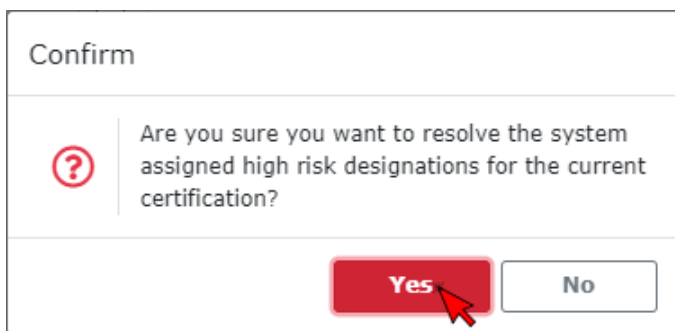 Confirm
Are you sure you want to resolve the system
assigned high risk designations for the current
certification?
Yes
No